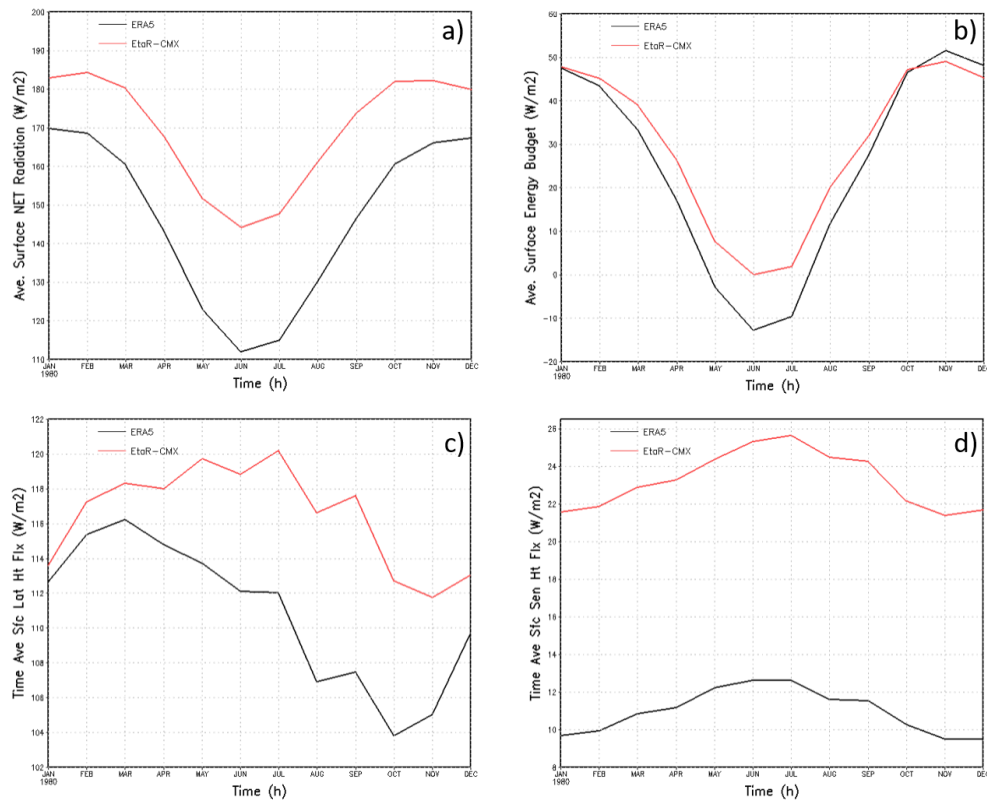 a)
ERA5
EtaR-CMX
Ave. Surface NET Radiation (W/m2)
200
190
180
170
160
150
140
130
120
110
JAN FEB MAR APR MAY JUN JUL AUG SEP OCT NOV DEC
1980
Time (h)
b)
ERA5
EtaR-CMX
Ave. Surface Energy Budget (W/m2)
60
50
40
30
20
10
0
-10
-20
JAN FEB MAR APR MAY JUN JUL AUG SEP OCT NOV DEC
1980
Time (h)
c)
ERA5
EtaR-CMX
Time Ave Sfc Lat Ht Flx (W/m2)
122
120
118
116
114
112
110
108
106
104
102
JAN FEB MAR APR MAY JUN JUL AUG SEP OCT NOV DEC
1980
Time (h)
d)
ERA5
EtaR-CMX
Time Ave Sfc Sen Ht Flx (W/m2)
26
24
22
20
18
16
14
12
10
8
JAN FEB MAR APR MAY JUN JUL AUG SEP OCT NOV DEC
1980
Time (h)